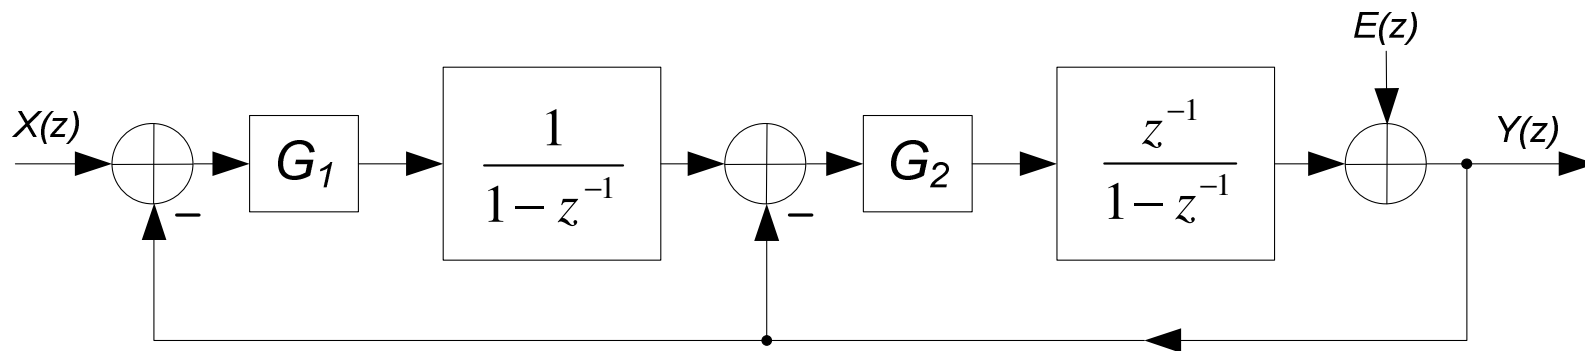 X(z)
G₁
1
1 − z⁻¹
−
G₂
z⁻¹
1 − z⁻¹
−
E(z)
Y(z)